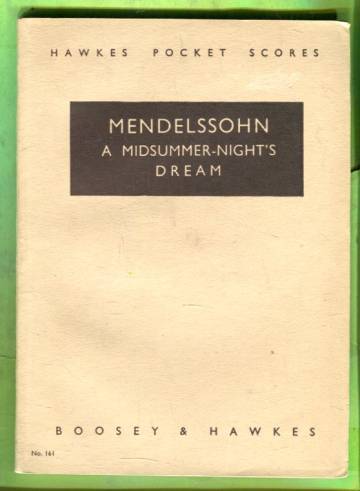 HAWKES POCKET SCORES
MENDELSSOHN
A MIDSUMMER-NIGHT'S
DREAM
BOOSEY & HAWKES
No. 161